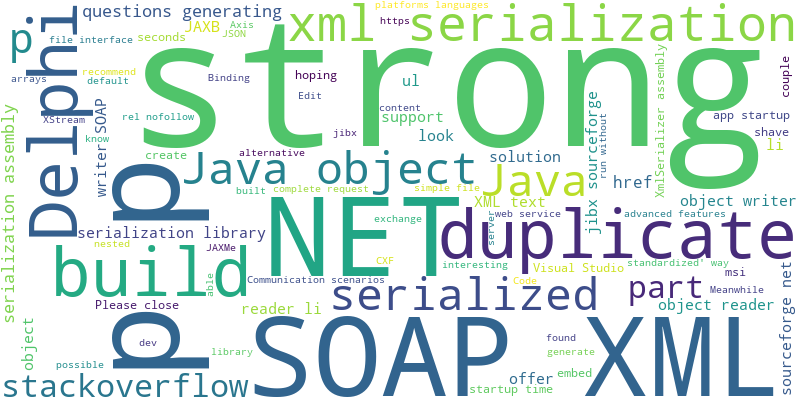 platforms languages
questions generating
JAXB
Axis
JSON
https
xml serialization
p
file interface
seconds
strong
Delphi
recommend
default
arrays
Binding
hoping
ul
couple
Edit
content
XStream
rel nofollow
writer SOAP
support
jibx
look
know
create
alternative
solution
jibx sourceforge
run without
XmlSerializer assembly
app startup
shave
li
serialization assembly
p
Java object
Java
href
built
complete request
simple file
XML text
object writer
NET
exchange
web service
server
advanced features
serialization library
duplicate
nested
JAXMe
CXF
interesting
standardized' way
build
able
Communication scenarios
Visual Studio
Code
msi
Meanwhile
Please close
serialized
part
reader li
object reader
sourceforge net
object
p
dev
SOAP
XML
library
found
generate
possible
embed
stackoverflow
offer
startup time